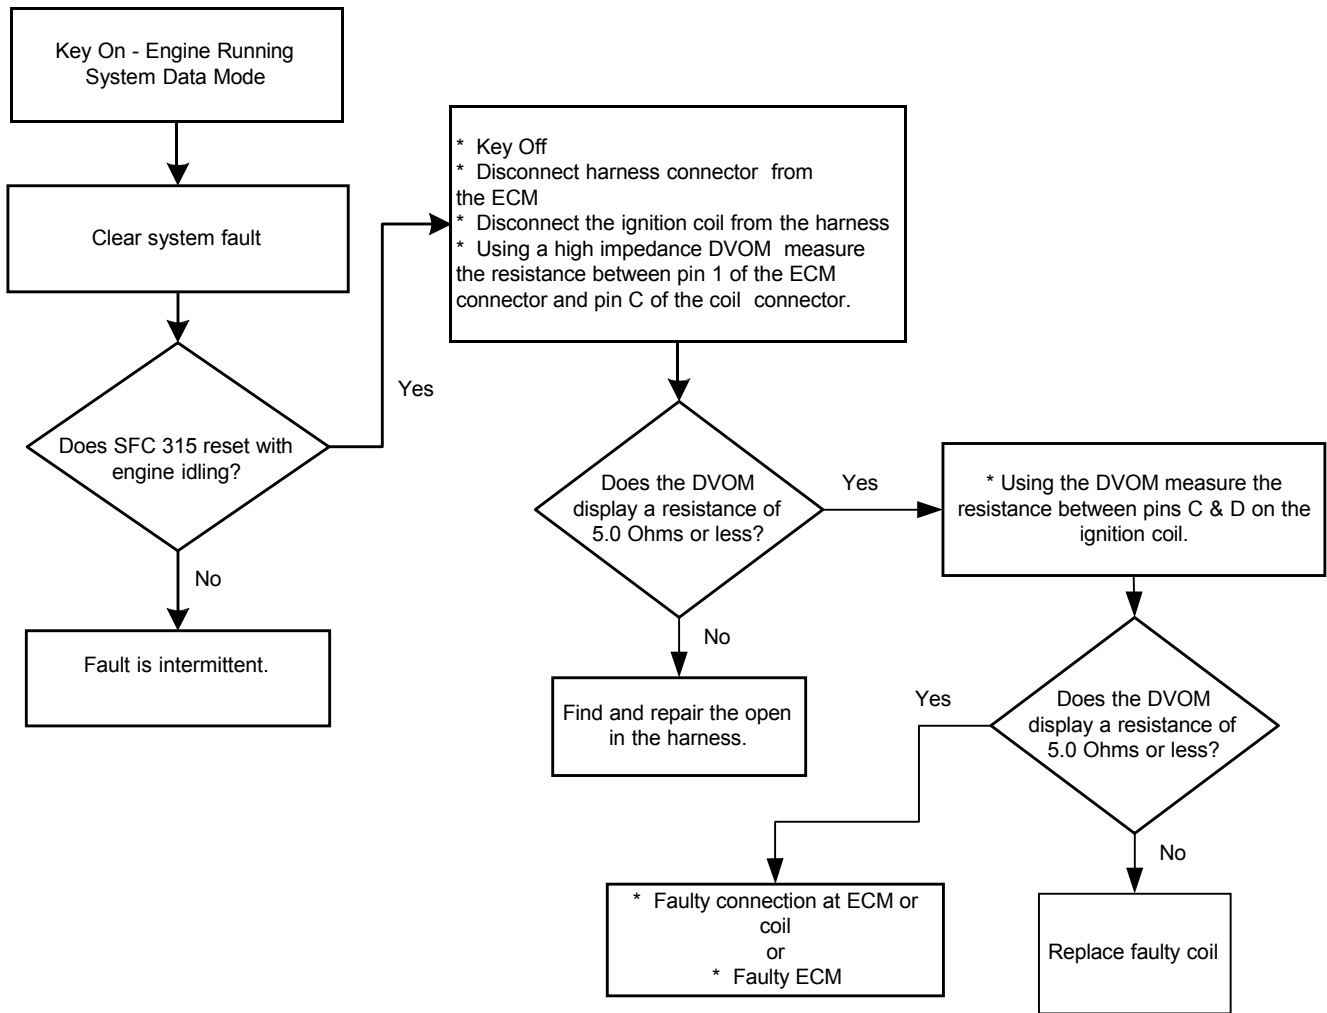 Key On - Engine Running
System Data Mode
Clear system fault
Does SFC 315 reset with
engine idling?
Yes
No
Fault is intermittent.
* Key Off
* Disconnect harness connector from
the ECM
* Disconnect the ignition coil from the harness
* Using a high impedance DVOM measure
the resistance between pin 1 of the ECM
connector and pin C of the coil connector.
Does the DVOM
display a resistance of
5.0 Ohms or less?
Yes
No
Find and repair the open
in the harness.
* Using the DVOM measure the
resistance between pins C & D on the
ignition coil.
Does the DVOM
display a resistance of
5.0 Ohms or less?
Yes
No
* Faulty connection at ECM or
coil
or
* Faulty ECM
Replace faulty coil